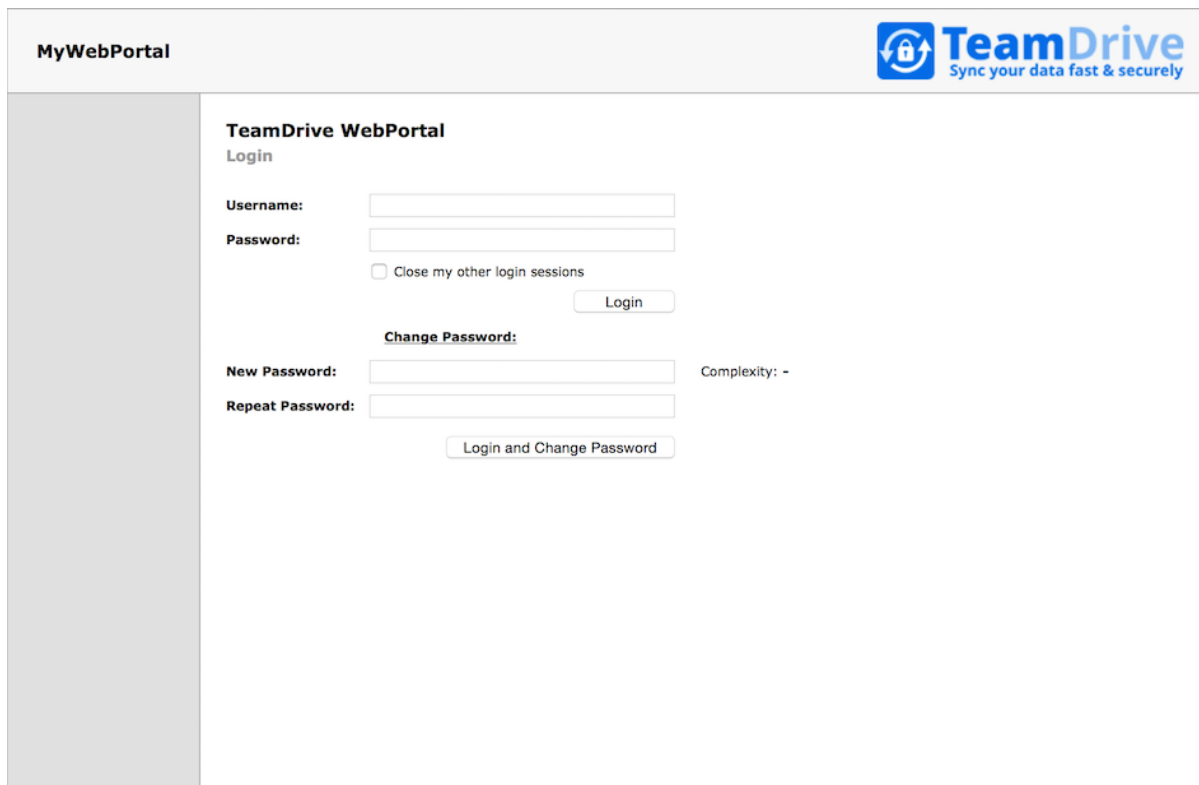 MyWebPortal
TeamDrive
Sync your data fast & securely
TeamDrive WebPortal
Login
Username:
Password:
Close my other login sessions
Login
Change Password:
New Password:
Complexity: -
Repeat Password:
Login and Change Password